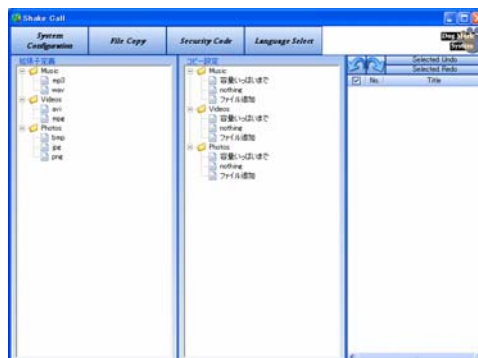 Shake Call
System Configuration
File Copy
Security Code
Language Select
Dog Mark System
拡張子定義
Music
mp3
wav
Videos
avi
mpg
Photos
bmp
jpg
png
コピー設定
Music
容量いっぱいまで
nothing
ファイル追加
Videos
容量いっぱいまで
nothing
ファイル追加
Photos
容量いっぱいまで
nothing
ファイル追加
Selected Undo
Selected Redo
No.
Title